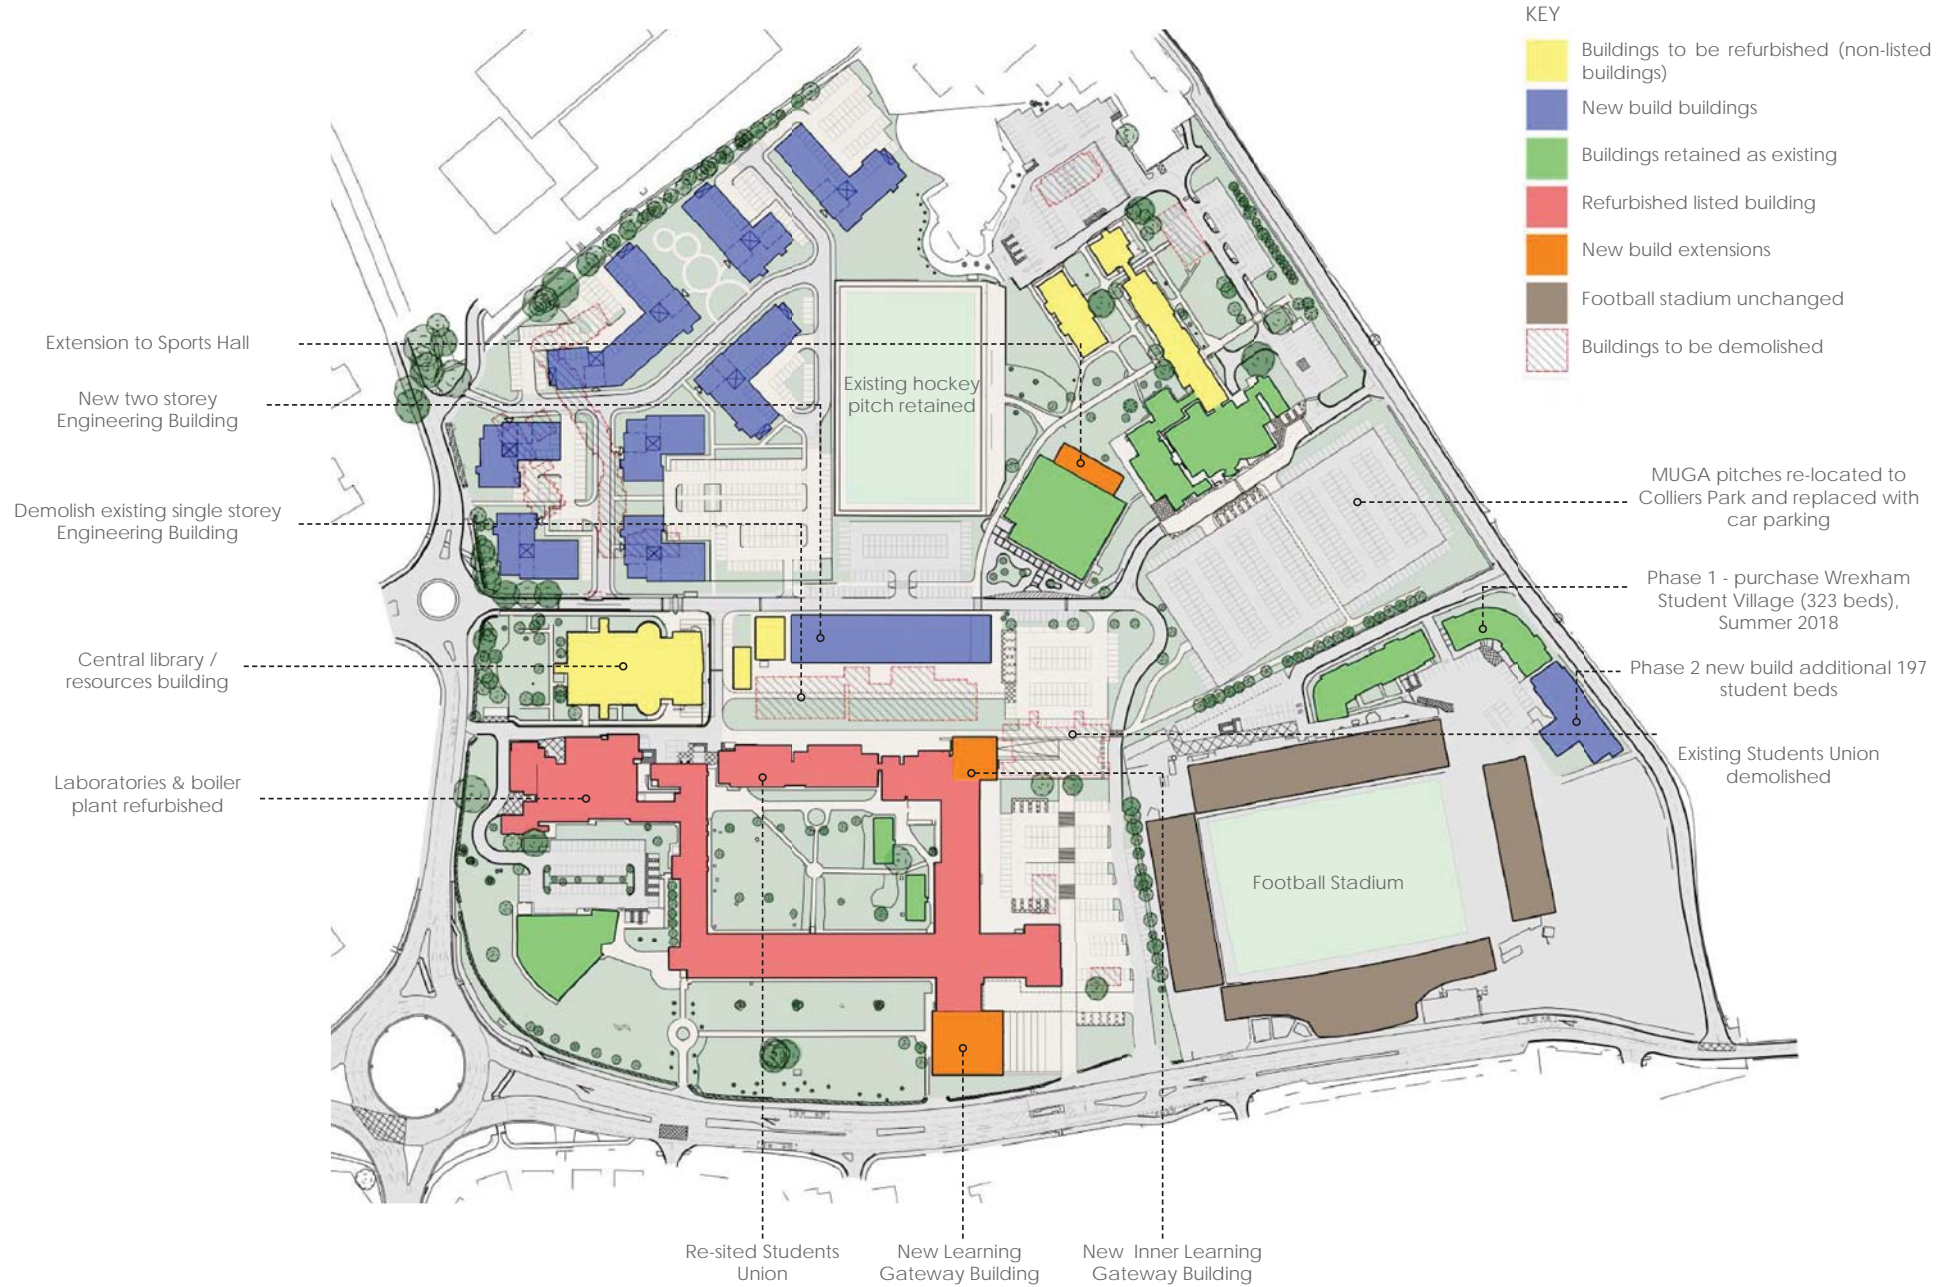 KEY
Buildings to be refurbished (non-listed
buildings)
New build buildings
Buildings retained as existing
Refurbished listed building
New build extensions
Football stadium unchanged
Buildings to be demolished
Extension to Sports Hall
New two storey
Engineering Building
Demolish existing single storey
Engineering Building
Central library /
resources building
Laboratories & boiler
plant refurbished
Existing hockey
pitch retained
MUGA pitches re-located to
Colliers Park and replaced with
car parking
Phase 1 - purchase Wrexham
Student Village (323 beds),
Summer 2018
Phase 2 new build additional 197
student beds
Existing Students Union
demolished
Football Stadium
Re-sited Students
Union
New Learning
Gateway Building
New Inner Learning
Gateway Building